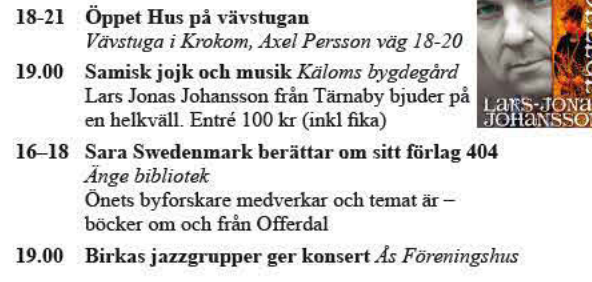 18-21 Öppet Hus på vävstugan
Vävstuga i Krokom, Axel Persson väg 18-20
19.00 Samisk jojk och musik Käloms bygdegård
Lars Jonas Johansson från Tärnaby bjuder på
en helkväll. Entré 100 kr (inkl fika)
LARS-JONA
JOHANSSO
16–18 Sara Swedenmark berättar om sitt förlag 404
Änge bibliotek
Önets byforskare medverkar och temat är –
böcker om och från Offerdal
19.00 Birkas jazzgrupper ger konsert Ås Föreningshus